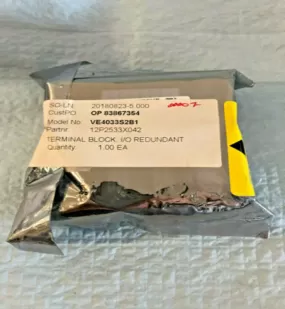 SO-LN 20180823-5.000
CustPO OP 83867354
Model No VE4033S2B1
Partnr 12P2533X042
TERMINAL BLOCK, I/O REDUNDANT
Quantity 1.00 EA